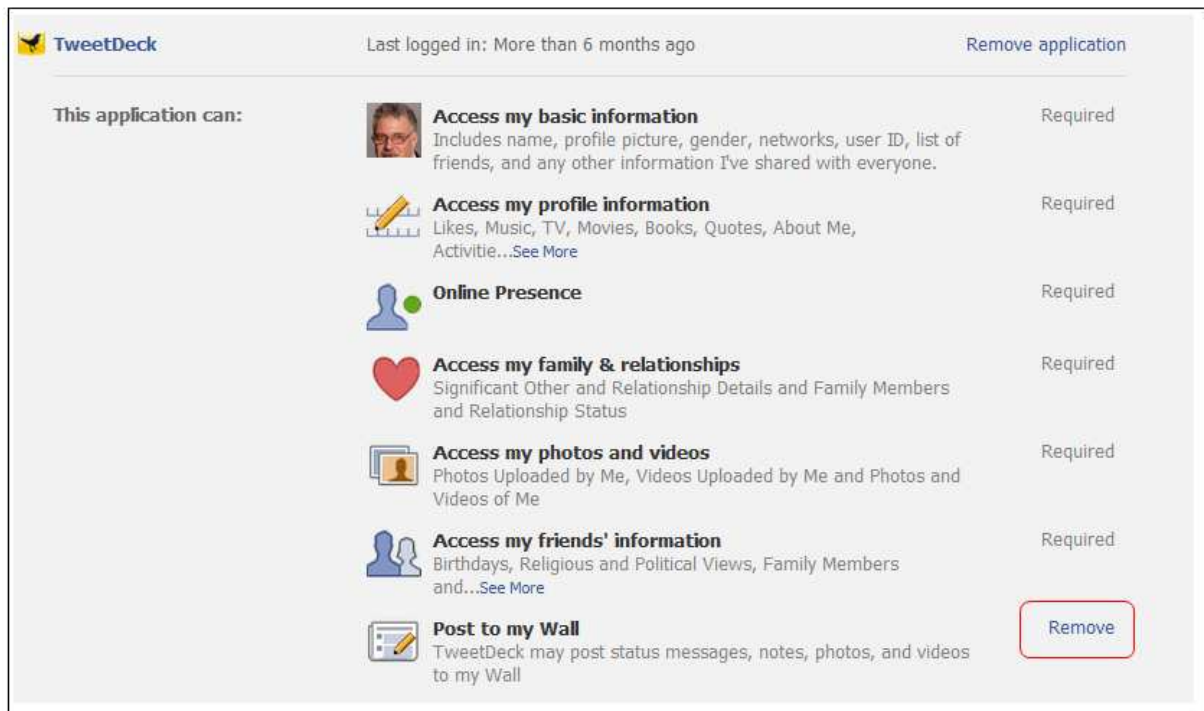 TweetDeck Last logged in: More than 6 months ago Remove application
This application can: Access my basic information Required
Includes name, profile picture, gender, networks, user ID, list of
friends, and any other information I've shared with everyone.
Access my profile information Required
Likes, Music, TV, Movies, Books, Quotes, About Me,
Activitie...See More
Online Presence Required
Access my family & relationships Required
Significant Other and Relationship Details and Family Members
and Relationship Status
Access my photos and videos Required
Photos Uploaded by Me, Videos Uploaded by Me and Photos and
Videos of Me
Access my friends' information Required
Birthdays, Religious and Political Views, Family Members
and...See More
Post to my Wall Remove
TweetDeck may post status messages, notes, photos, and videos
to my Wall